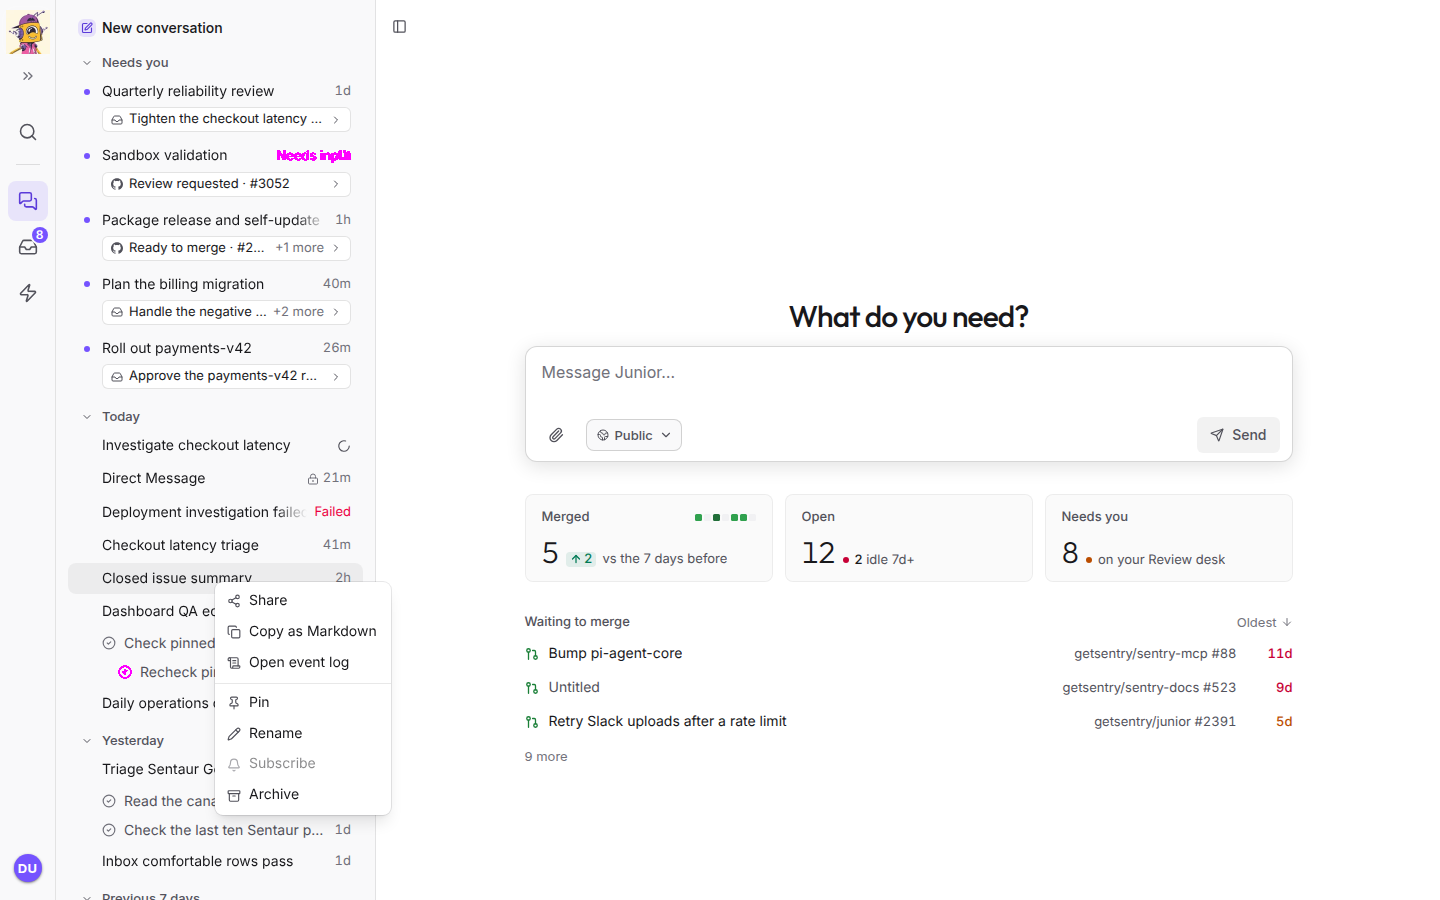 New conversation
Needs you
Quarterly reliability review 1d
Tighten the checkout latency ...
Sandbox validation Needs input
Review requested · #3052
Package release and self-update 1h
Ready to merge · #2... +1 more
8
Plan the billing migration 40m
Handle the negative ... +2 more
Roll out payments-v42 26m
Approve the payments-v42 r...
Today
Investigate checkout latency
Direct Message 21m
Deployment investigation failed Failed
Checkout latency triage 41m
Closed issue summary 2h
Dashboard QA
Check pinned
Recheck
Daily operations
Yesterday
Triage Sentaur
Read the
Check the last ten Sentaur p... 1d
Inbox comfortable rows pass 1d
Previous 7 days
DU
Share
Copy as Markdown
Open event log
Pin
Rename
Subscribe
Archive
What do you need?
Message Junior...
Public
Send
Merged
5 2 vs the 7 days before
Open
12 2 idle 7d+
Needs you
8 on your Review desk
Waiting to merge Oldest
Bump pi-agent-core getsentry/sentry-mcp #88 11d
Untitled getsentry/sentry-docs #523 9d
Retry Slack uploads after a rate limit getsentry/junior #2391 5d
9 more